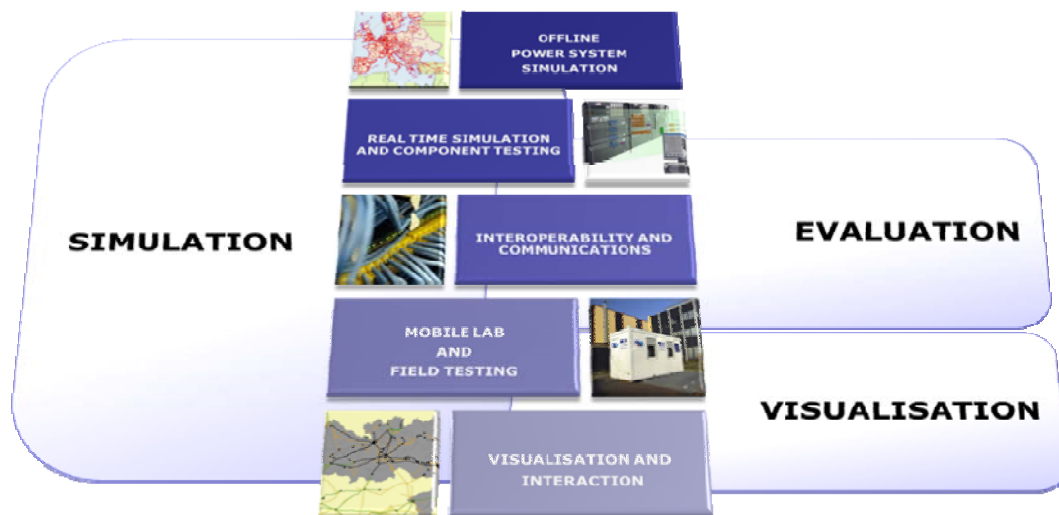 OFFLINE
POWER SYSTEM
SIMULATION
REAL TIME SIMULATION
AND COMPONENT TESTING
SIMULATION
INTEROPERABILITY AND
COMMUNICATIONS
EVALUATION
MOBILE LAB
AND
FIELD TESTING
VISUALISATION
VISUALISATION AND
INTERACTION